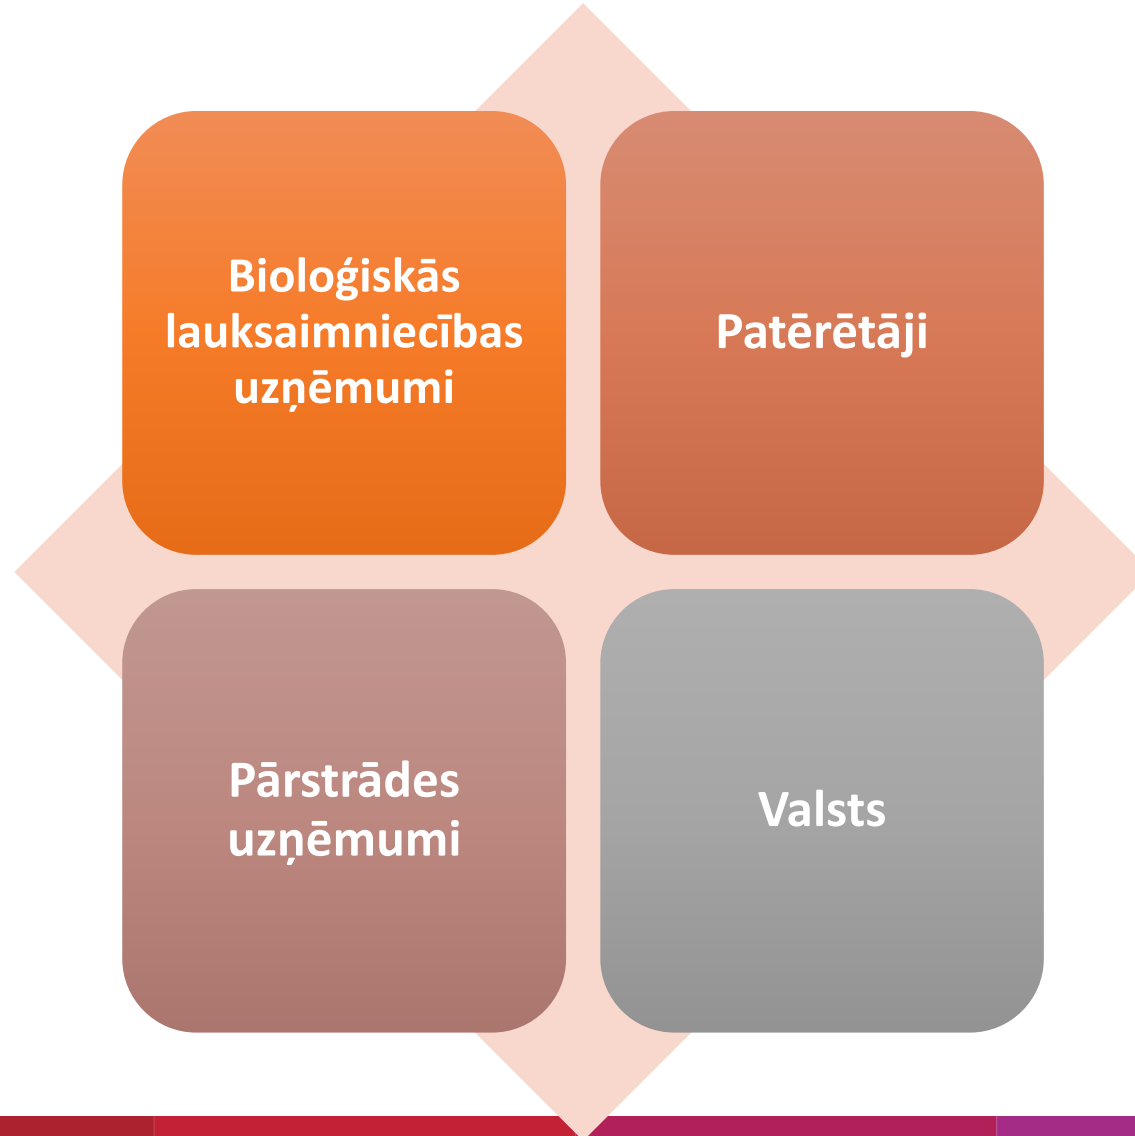 Bioloģiskās
lauksaimniecības
uzņēmumi
Patērētāji
Pārstrādes
uzņēmumi
Valsts